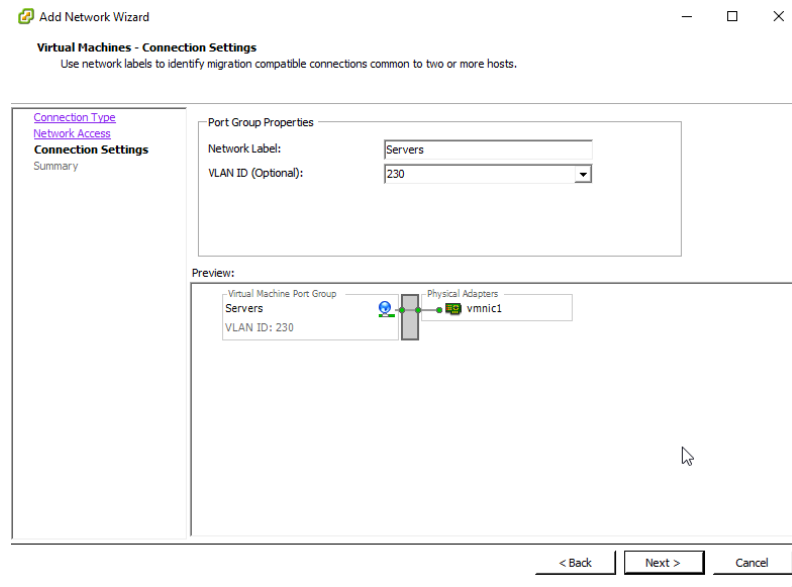 Add Network Wizard
Virtual Machines - Connection Settings
Use network labels to identify migration compatible connections common to two or more hosts.
Connection Type
Network Access
Connection Settings
Summary
Port Group Properties
Network Label:
Servers
VLAN ID (Optional):
230
Preview:
Virtual Machine Port Group
Servers
VLAN ID: 230
Physical Adapters
vmnic1
< Back
Next >
Cancel